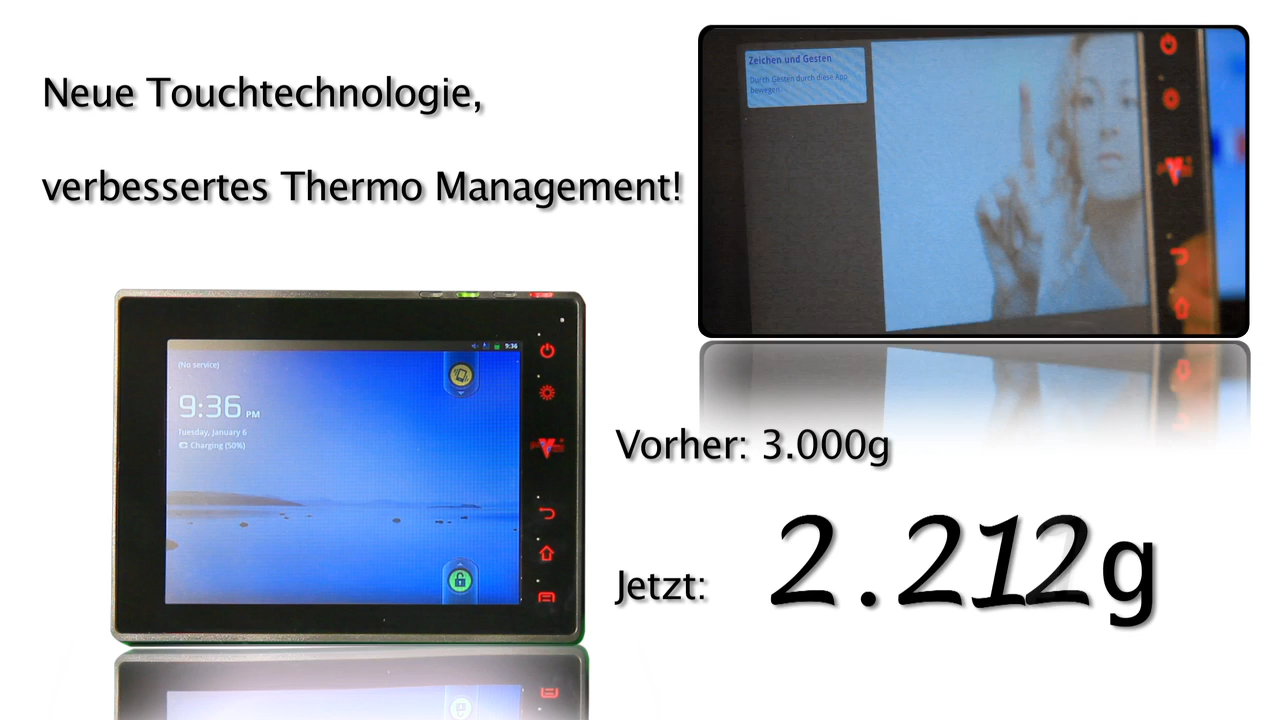 Neue Touchtechnologie,
verbessertes Thermo Management!
Zeichen und Gesten
Durch Gesten durch diese App
bewegen
9:36
(No service)
9:36 PM
Tuesday, January 6
Charging (50%)
Vorher: 3.000g
Jetzt: 2.212g